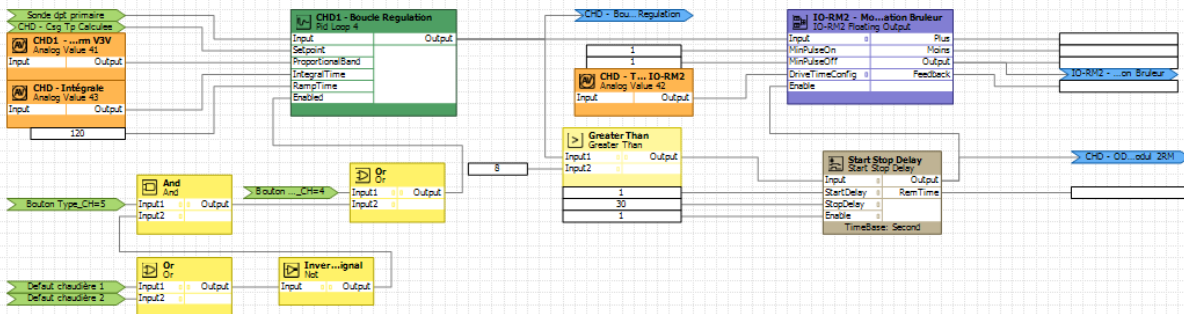 Sonde dpt primaire
CHD - Csg Tp Calculee
CHD1 - ...rm V3V
Analog Value 41
Input Output
CHD - Intégrale
Analog Value 43
Input Output
120
CHD1 - Boucle Regulation
Pid Loop 4
Input Output
Setpoint
ProportionalBand
IntegralTime
RampTime
Enabled
CHD - Bou... Regulation
1
1
CHD - T... IO-RM2
Analog Value 42
Input Output
IO-RM2 - Mo...ation Bruleur
IO-RM2 Floating Output
Input Plus
MinPulseOn Moins
MinPulseOff Output
DriveTimeConfig Feedback
Enable
IO-RM2 - ...on Bruleur
Greater Than
Greater Than
Input1 Output
Input2
8
1
30
1
Start Stop Delay
Start Stop Delay
Input Output
StartDelay RemTime
StopDelay
Enable
TimeBase: Second
CHD - OD...odul 2RM
Bouton Type_CH=5
And
And
Input1 Output
Input2
Bouton ..._CH=4
Or
Or
Input1 Output
Input2
Defaut chaudière 1
Defaut chaudière 2
Or
Or
Input1 Output
Input2
Inver...ignal
Not
Input Output